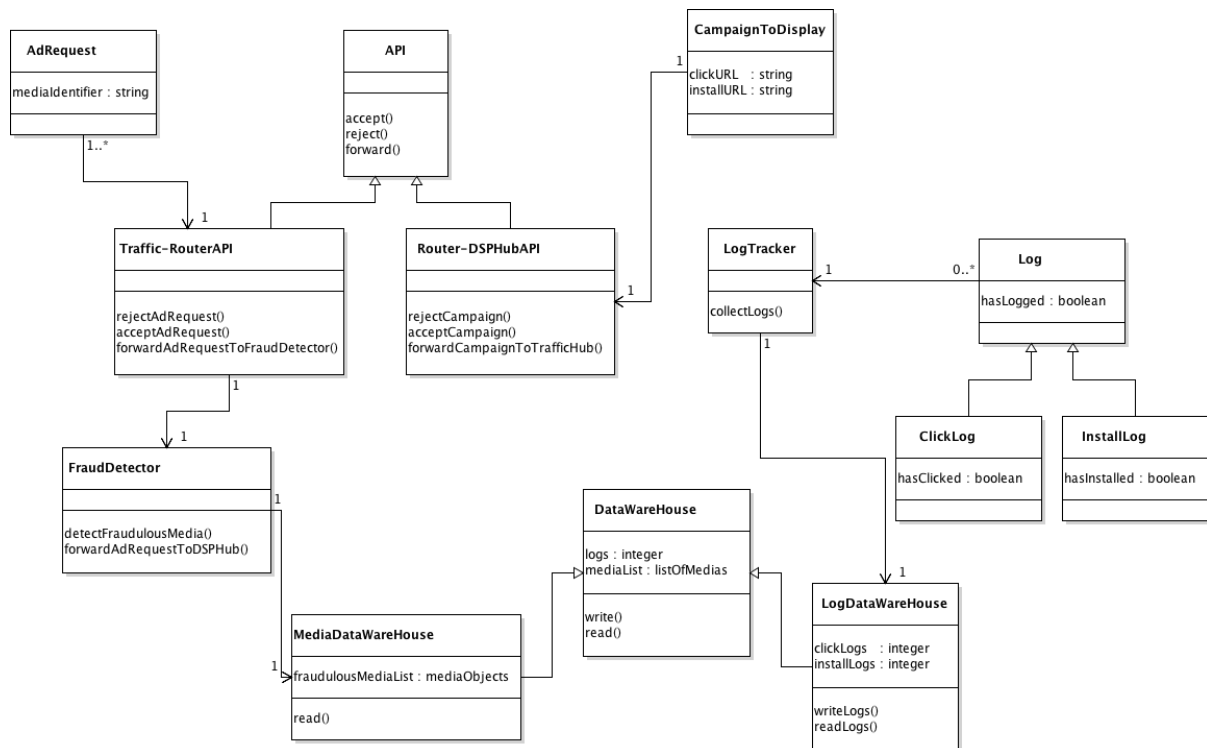 AdRequest
mediaIdentifier : string
1..*
1
API
accept()
reject()
forward()
CampaignToDisplay
clickURL : string
installURL : string
1
1
Traffic-RouterAPI
rejectAdRequest()
acceptAdRequest()
forwardAdRequestToFraudDetector()
1
1
Router-DSPHubAPI
rejectCampaign()
acceptCampaign()
forwardCampaignToTrafficHub()
LogTracker
collectLogs()
1
0..*
1
1
Log
hasLogged : boolean
ClickLog
hasClicked : boolean
InstallLog
hasInstalled : boolean
FraudDetector
detectFraudulousMedia()
forwardAdRequestToDSPHub()
1
1
DataWareHouse
logs : integer
mediaList : listOfMedias
write()
read()
MediaDataWareHouse
fraudulousMediaList : mediaObjects
read()
LogDataWareHouse
clickLogs : integer
installLogs : integer
writeLogs()
readLogs()